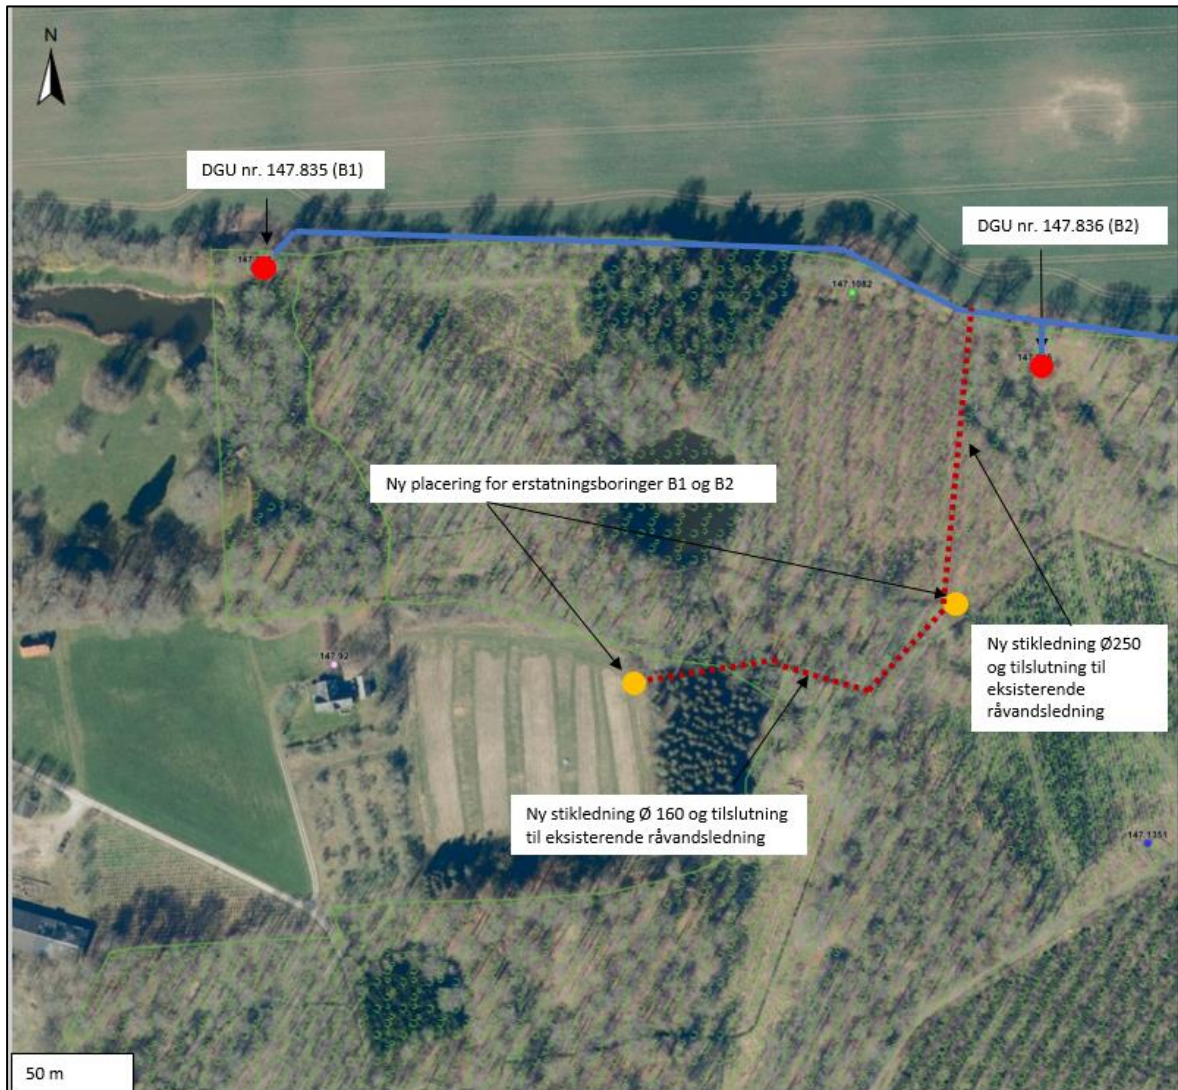 N
DGU nr. 147.835 (B1)
DGU nr. 147.836 (B2)
147.1082
Ny placering for erstatningsboringer B1 og B2
Ny stikledning Ø250
og tilslutning til
eksisterende
råvandsledning
147.92
Ny stikledning Ø 160 og tilslutning
til eksisterende råvandsledning
147.1351
50 m